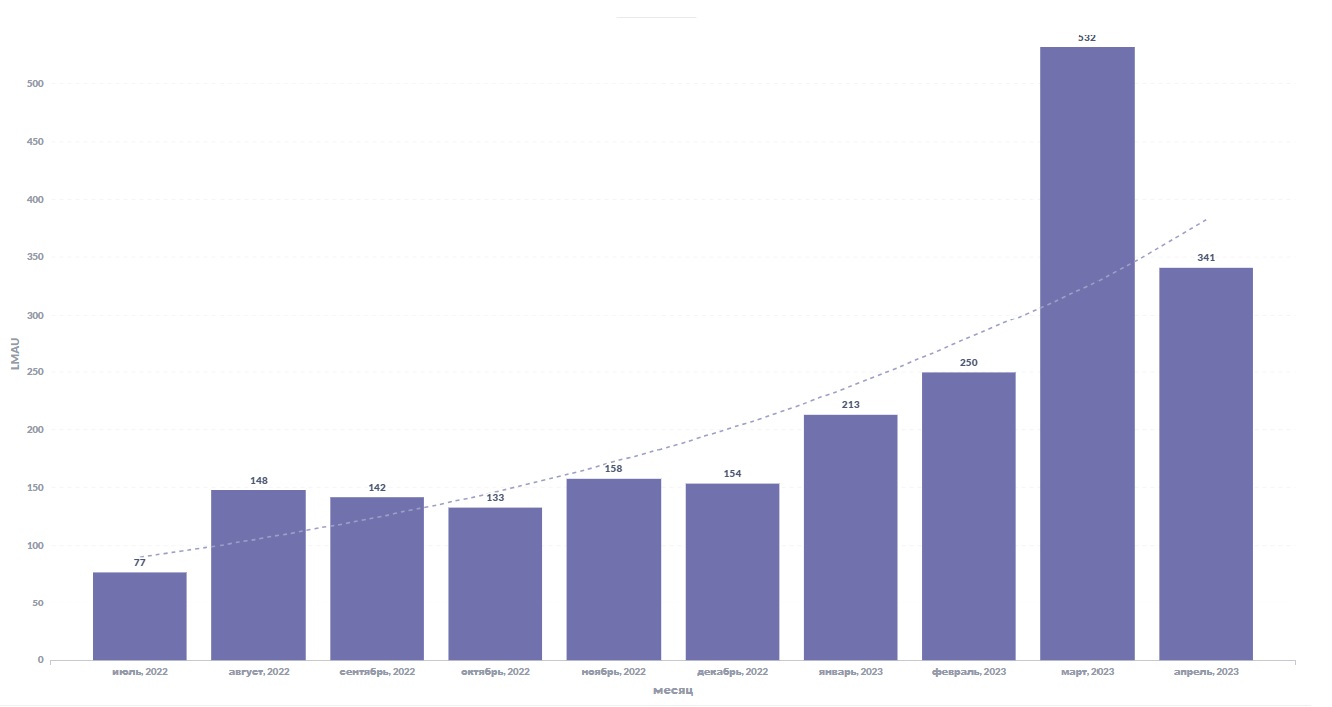 532
500
450
400
350
341
300
LMAU
250
250
213
200
158
154
150
148
142
133
100
77
50
0
июль, 2022
август, 2022
сентябрь, 2022
октябрь, 2022
ноябрь, 2022
декабрь, 2022
январь, 2023
февраль, 2023
март, 2023
апрель, 2023
месяц